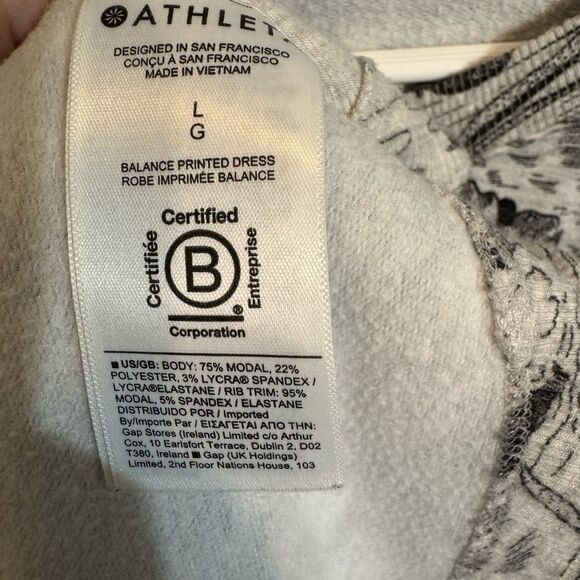 ATHLET
DESIGNED IN SAN FRANCISCO
CONÇU À SAN FRANCISCO
MADE IN VIETNAM
L
G
BALANCE PRINTED DRESS
ROBE IMPRIMÉE BALANCE
Certified
Certifiée
B
Entreprise
Corporation
■ US/GB: BODY: 75% MODAL, 22%
POLYESTER, 3% LYCRA® SPANDEX /
LYCRA®ELASTANE / RIB TRIM: 95%
MODAL, 5% SPANDEX / ELASTANE
DISTRIBUIDO POR / Imported
By/Importe Par / ΕΙΣΑΓΕΤΑΙ ΑΠΟ ΤΗΝ:
Gap Stores (Ireland) Limited c/o Arthur
Cox, 10 Earlsfort Terrace, Dublin 2, D02
T380, Ireland ■ Gap (UK Holdings)
Limited, 2nd Floor Nations House, 103